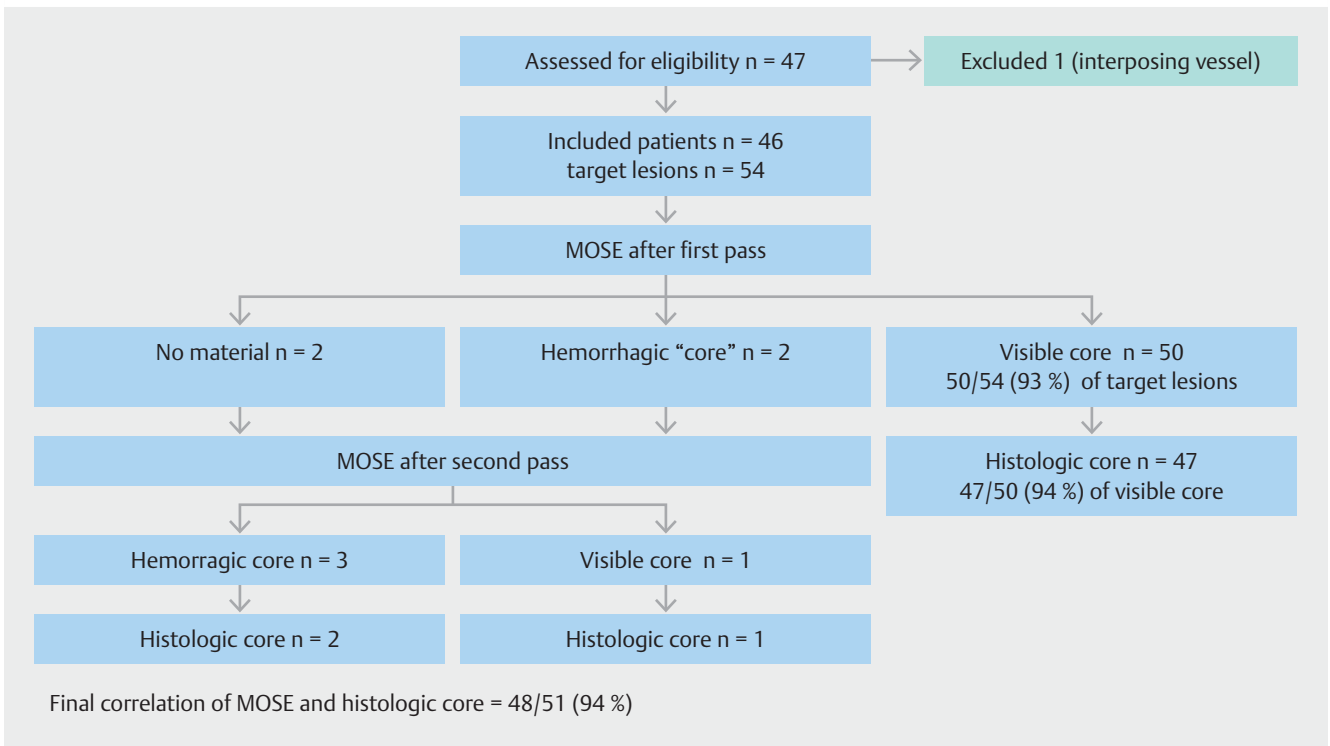 Assessed for eligibility n = 47
Excluded 1 (interposing vessel)
Included patients n = 46
target lesions n = 54
MOSE after first pass
No material n = 2
Hemorrhagic “core” n = 2
Visible core n = 50
50/54 (93 %) of target lesions
MOSE after second pass
Histologic core n = 47
47/50 (94 %) of visible core
Hemorragic core n = 3
Visible core n = 1
Histologic core n = 2
Histologic core n = 1
Final correlation of MOSE and histologic core = 48/51 (94 %)